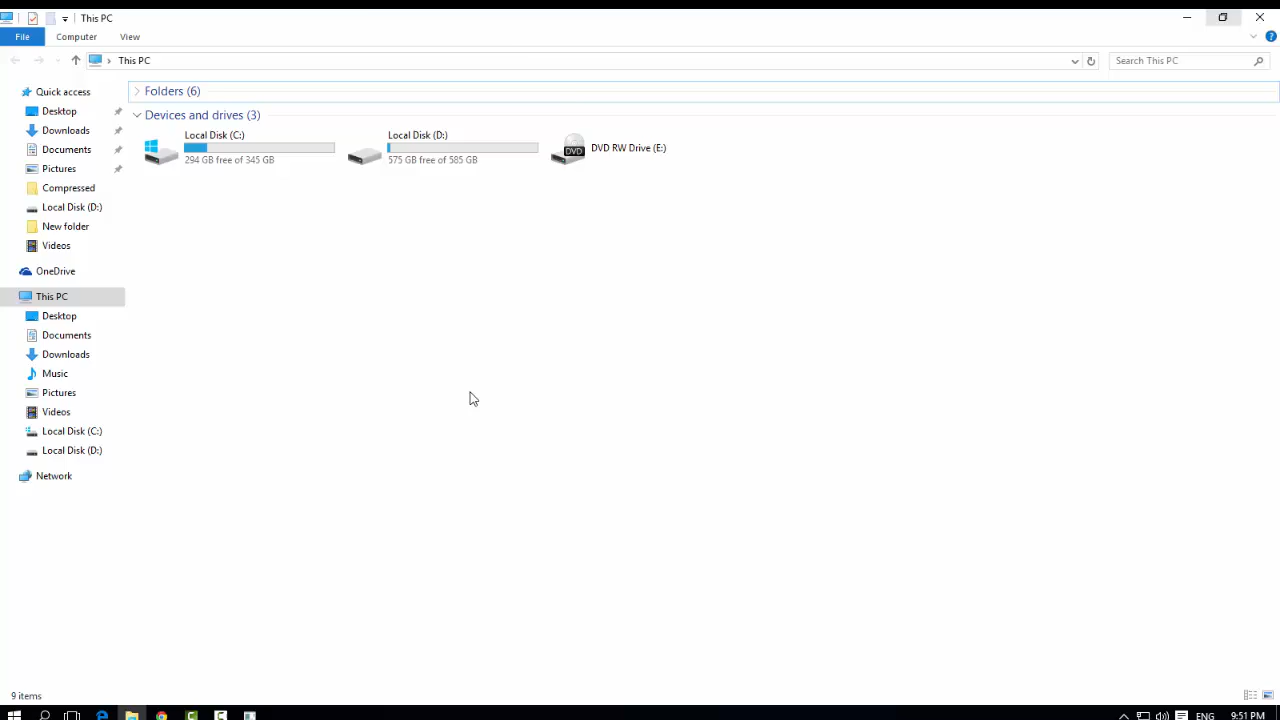 This PC
File Computer View
This PC
Search This PC
Quick access
Desktop
Downloads
Documents
Pictures
Compressed
Local Disk (D:)
New folder
Videos
OneDrive
This PC
Desktop
Documents
Downloads
Music
Pictures
Videos
Local Disk (C:)
Local Disk (D:)
Network
Folders (6)
Devices and drives (3)
Local Disk (C:)
294 GB free of 345 GB
Local Disk (D:)
575 GB free of 585 GB
DVD
DVD RW Drive (E:)
9 items
ENG 9:51 PM